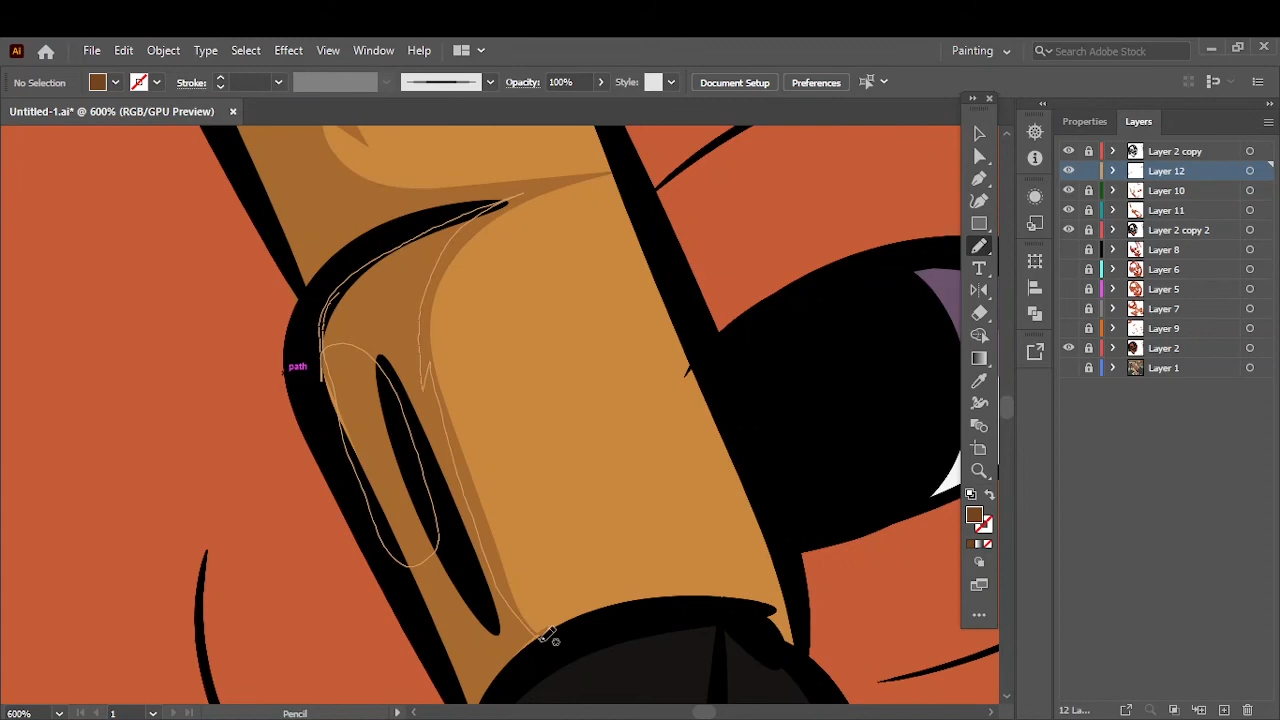 Ai File Edit Object Type Select Effect View Window Help Painting Search Adobe Stock
No Selection Stroke: Opacity: 100% Style: Document Setup Preferences
Untitled-1.ai* @ 600% (RGB/GPU Preview)
Properties Layers
Layer 2 copy
Layer 12
Layer 10
Layer 11
Layer 2 copy 2
Layer 8
Layer 6
Layer 5
Layer 7
Layer 9
Layer 2
Layer 1
path
600% 1 Pencil 12 La...